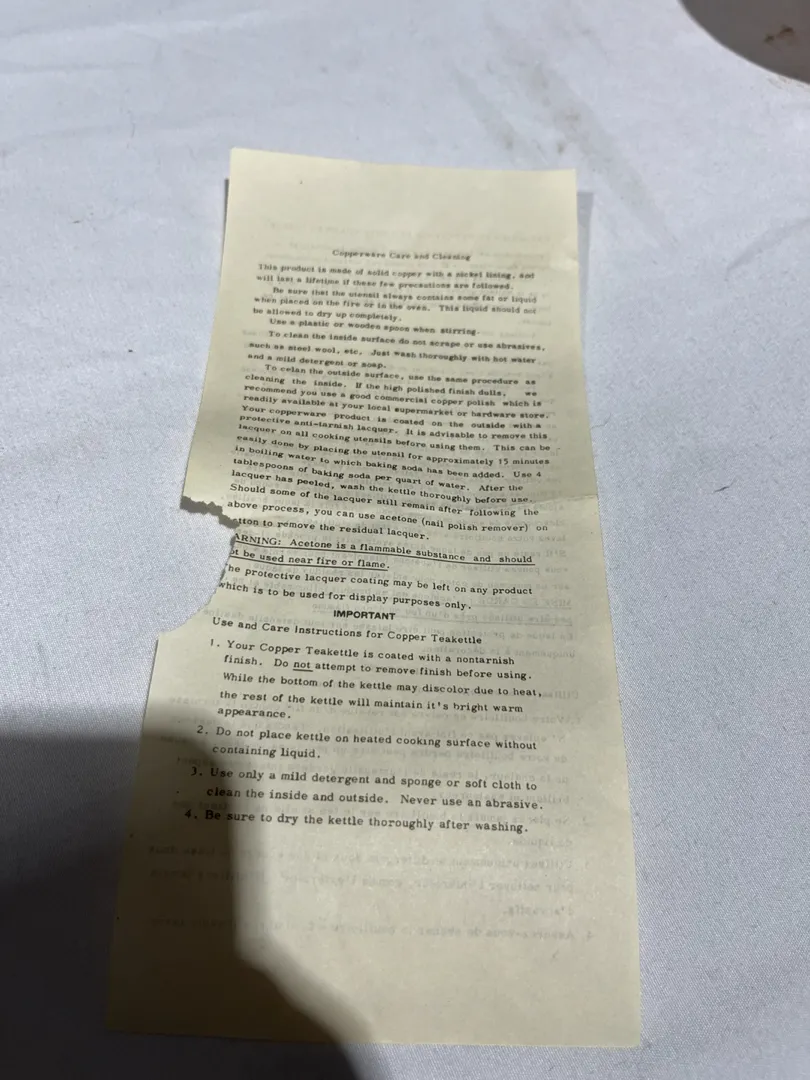 Copperware Care and Cleaning
This product is made of solid copper with a nickel lining, and
will last a lifetime if these few precautions are followed.
Be sure that the utensil always contains some fat or liquid
when placed on the fire or in the oven. This liquid should not
be allowed to dry up completely.
Use a plastic or wooden spoon when stirring.
To clean the inside surface do not scrape or use abrasives,
such as steel wool, etc. Just wash thoroughly with hot water
and a mild detergent or soap.
To celan the outside surface, use the same procedure as
cleaning the inside. If the high polished finish dulls, we
recommend you use a good commercial copper polish which is
readily available at your local supermarket or hardware store.
Your copperware product is coated on the outside with a
protective anti-tarnish lacquer. It is advisable to remove this
lacquer on all cooking utensils before using them. This can be
easily done by placing the utensil for approximately 15 minutes
in boiling water to which baking soda has been added. Use 4
tablespoons of baking soda per quart of water. After the
lacquer has peeled, wash the kettle thoroughly before use.
Should some of the lacquer still remain after following the
above process, you can use acetone (nail polish remover) on
tton to remove the residual lacquer.
ARNING: Acetone is a flammable substance and should
ot be used near fire or flame.
he protective lacquer coating may be left on any product
which is to be used for display purposes only.
IMPORTANT
Use and Care Instructions for Copper Teakettle
1. Your Copper Teakettle is coated with a nontarnish
finish. Do not attempt to remove finish before using.
While the bottom of the kettle may discolor due to heat,
the rest of the kettle will maintain it's bright warm
appearance.
2. Do not place kettle on heated cooking surface without
containing liquid.
3. Use only a mild detergent and sponge or soft cloth to
clean the inside and outside. Never use an abrasive.
4. Be sure to dry the kettle thoroughly after washing.